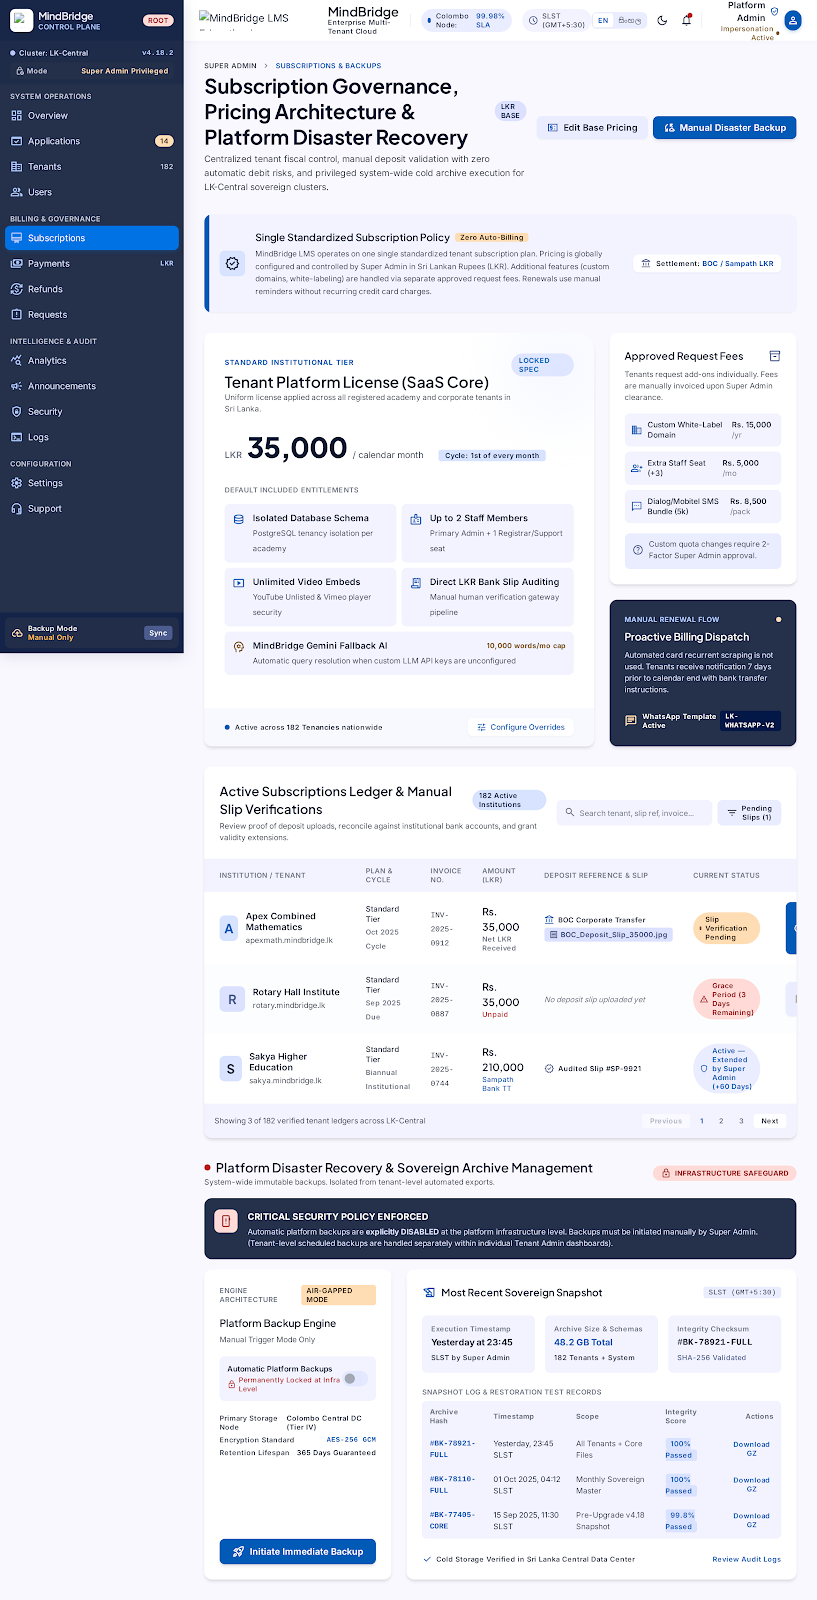 MindBridge
CONTROL PLANE
ROOT
Cluster: LK-Central
v4.18.2
Mode
Super Admin Privileged
SYSTEM OPERATIONS
Overview
Applications
14
Tenants
182
Users
BILLING & GOVERNANCE
Subscriptions
Payments
LKR
Refunds
Requests
INTELLIGENCE & AUDIT
Analytics
Announcements
Security
Logs
CONFIGURATION
Settings
Support
Backup Mode
Manual Only
Sync
MindBridge LMS
MindBridge
Enterprise Multi-
Tenant Cloud
Colombo
Node:
99.98%
SLA
SLST
(GMT+5:30)
EN
සිංහල
Platform
Admin
Impersonation
Active
SUPER ADMIN
SUBSCRIPTIONS & BACKUPS
Subscription Governance,
Pricing Architecture &
Platform Disaster Recovery
LKR
BASE
Edit Base Pricing
Manual Disaster Backup
Centralized tenant fiscal control, manual deposit validation with zero
automatic debit risks, and privileged system-wide cold archive execution for
LK-Central sovereign clusters.
Single Standardized Subscription Policy
Zero Auto-Billing
MindBridge LMS operates on one single standardized tenant subscription plan. Pricing is globally
configured and controlled by Super Admin in Sri Lankan Rupees (LKR). Additional features (custom
domains, white-labeling) are handled via separate approved request fees. Renewals use manual
reminders without recurring credit card charges.
Settlement: BOC / Sampath LKR
STANDARD INSTITUTIONAL TIER
LOCKED
SPEC
Tenant Platform License (SaaS Core)
Uniform license applied across all registered academy and corporate tenants in
Sri Lanka.
LKR 35,000 / calendar month
Cycle: 1st of every month
DEFAULT INCLUDED ENTITLEMENTS
Isolated Database Schema
PostgreSQL tenancy isolation per
academy
Up to 2 Staff Members
Primary Admin + 1 Registrar/Support
seat
Unlimited Video Embeds
YouTube Unlisted & Vimeo player
security
Direct LKR Bank Slip Auditing
Manual human verification gateway
pipeline
MindBridge Gemini Fallback AI
10,000 words/mo cap
Automatic query resolution when custom LLM API keys are unconfigured
Active across 182 Tenancies nationwide
Configure Overrides
Approved Request Fees
Tenants request add-ons individually. Fees
are manually invoiced upon Super Admin
clearance.
Custom White-Label
Domain
Rs. 15,000
/yr
Extra Staff Seat
(+3)
Rs. 5,000
/mo
Dialog/Mobitel SMS
Bundle (5k)
Rs. 8,500
/pack
Custom quota changes require 2-
Factor Super Admin approval.
MANUAL RENEWAL FLOW
Proactive Billing Dispatch
Automated card recurrent scraping is not
used. Tenants receive notification 7 days
prior to calendar end with bank transfer
instructions.
WhatsApp Template
Active
LK-
WHATSAPP-V2
Active Subscriptions Ledger & Manual
Slip Verifications
182 Active
Institutions
Review proof of deposit uploads, reconcile against institutional bank accounts, and grant
validity extensions.
Search tenant, slip ref, invoice...
Pending
Slips (1)
INSTITUTION / TENANT
PLAN &
CYCLE
INVOICE
NO.
AMOUNT
(LKR)
DEPOSIT REFERENCE & SLIP
CURRENT STATUS
A
Apex Combined
Mathematics
apexmath.mindbridge.lk
Standard
Tier
Oct 2025
Cycle
INV-
2025-
0912
Rs.
35,000
Net LKR
Received
BOC Corporate Transfer
BOC_Deposit_Slip_35000.jpg
Slip
Verification
Pending
R
Rotary Hall Institute
rotary.mindbridge.lk
Standard
Tier
Sep 2025
Due
INV-
2025-
0887
Rs.
35,000
Unpaid
No deposit slip uploaded yet
Grace
Period (3
Days
Remaining)
S
Sakya Higher
Education
sakya.mindbridge.lk
Standard
Tier
Biannual
Institutional
INV-
2025-
0744
Rs.
210,000
Sampath
Bank TT
Audited Slip #SP-9921
Active —
Extended
by Super
Admin
(+60 Days)
Showing 3 of 182 verified tenant ledgers across LK-Central
Previous
1
2
3
Next
Platform Disaster Recovery & Sovereign Archive Management
System-wide immutable backups. Isolated from tenant-level automated exports.
INFRASTRUCTURE SAFEGUARD
CRITICAL SECURITY POLICY ENFORCED
Automatic platform backups are explicitly DISABLED at the platform infrastructure level. Backups must be initiated manually by Super Admin.
(Tenant-level scheduled backups are handled separately within individual Tenant Admin dashboards).
ENGINE
ARCHITECTURE
AIR-GAPPED
MODE
Platform Backup Engine
Manual Trigger Mode Only
Automatic Platform Backups
Permanently Locked at Infra
Level
Primary Storage
Node
Colombo Central DC
(Tier IV)
Encryption Standard
AES-256 GCM
Retention Lifespan
365 Days Guaranteed
Initiate Immediate Backup
Most Recent Sovereign Snapshot
SLST (GMT+5:30)
Execution Timestamp
Yesterday at 23:45
SLST by Super Admin
Archive Size & Schemas
48.2 GB Total
182 Tenants + System
Integrity Checksum
#BK-78921-FULL
SHA-256 Validated
SNAPSHOT LOG & RESTORATION TEST RECORDS
Archive
Hash
Timestamp
Scope
Integrity
Score
Actions
#BK-78921-
FULL
Yesterday, 23:45
SLST
All Tenants + Core
Files
100%
Passed
Download
GZ
#BK-78110-
FULL
01 Oct 2025, 04:12
SLST
Monthly Sovereign
Master
100%
Passed
Download
GZ
#BK-77405-
CORE
15 Sep 2025, 11:30
SLST
Pre-Upgrade v4.18
Snapshot
99.8%
Passed
Download
GZ
Cold Storage Verified in Sri Lanka Central Data Center
Review Audit Logs